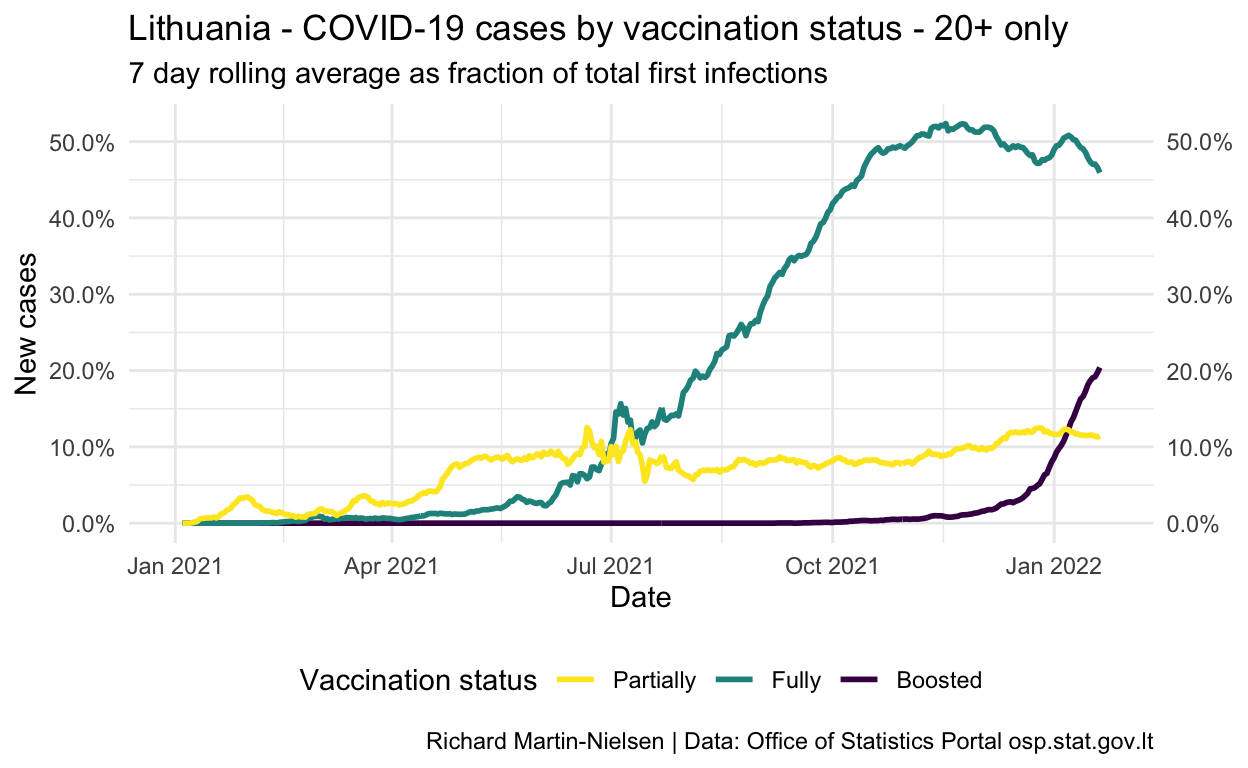 Lithuania - COVID-19 cases by vaccination status - 20+ only
7 day rolling average as fraction of total first infections
New cases
50.0%
40.0%
30.0%
20.0%
10.0%
0.0%
50.0%
40.0%
30.0%
20.0%
10.0%
0.0%
Jan 2021 Apr 2021 Jul 2021 Oct 2021 Jan 2022
Date
Vaccination status Partially Fully Boosted
Richard Martin-Nielsen | Data: Office of Statistics Portal osp.stat.gov.lt